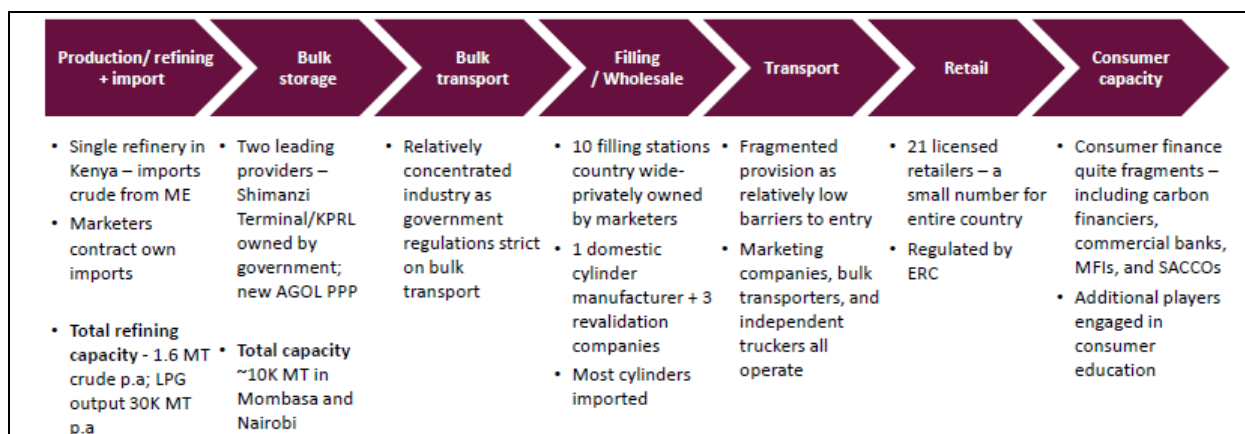 Production/ refining
+ import
Bulk
storage
Bulk
transport
Filling
/ Wholesale
Transport
Retail
Consumer
capacity
• Single refinery in
Kenya – imports
crude from ME
• Marketers
contract own
imports
• Total refining
capacity - 1.6 MT
crude p.a; LPG
output 30K MT
p.a
• Two leading
providers –
Shimanzi
Terminal/KPRL
owned by
government;
new AGOL PPP
• Total capacity
~10K MT in
Mombasa and
Nairobi
• Relatively
concentrated
industry as
government
regulations strict
on bulk
transport
• 10 filling stations
country wide-
privately owned
by marketers
• 1 domestic
cylinder
manufacturer + 3
revalidation
companies
• Most cylinders
imported
• Fragmented
provision as
relatively low
barriers to entry
• Marketing
companies, bulk
transporters, and
independent
truckers all
operate
• 21 licensed
retailers – a
small number for
entire country
• Regulated by
ERC
• Consumer finance
quite fragments –
including carbon
financiers,
commercial banks,
MFIs, and SACCOs
• Additional players
engaged in
consumer
education